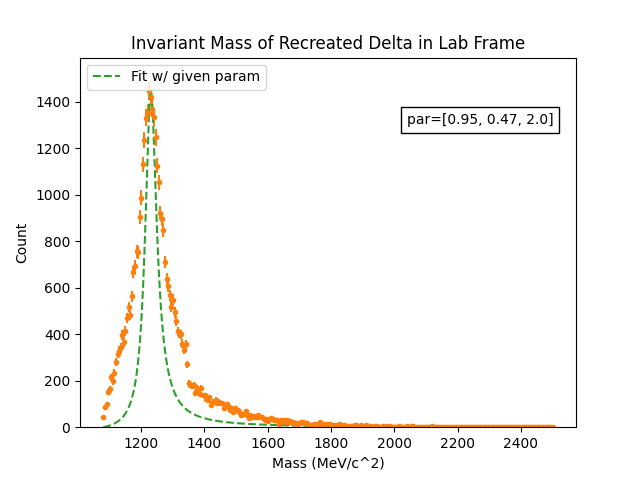 Invariant Mass of Recreated Delta in Lab Frame
Fit w/ given param
par=[0.95, 0.47, 2.0]
Count
1400
1200
1000
800
600
400
200
0
1200 1400 1600 1800 2000 2200 2400
Mass (MeV/c^2)